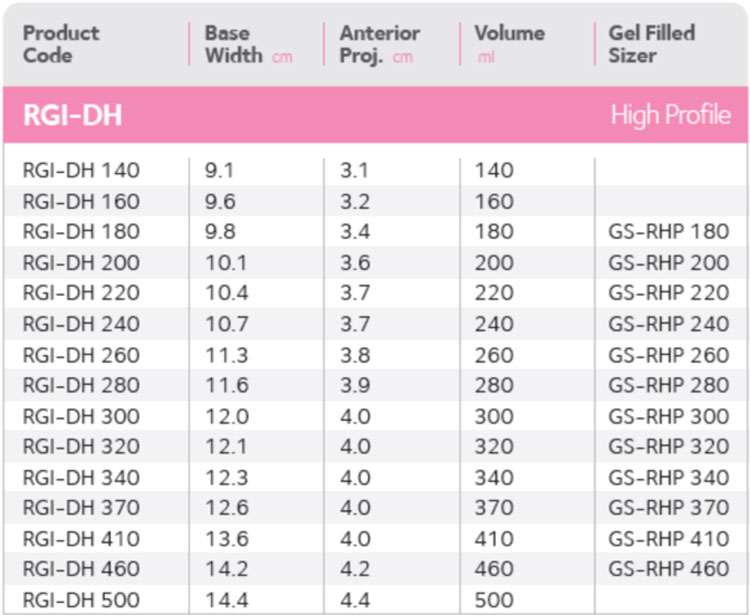 Product Code Base Width cm Anterior Proj. cm Volume ml Gel Filled Sizer
RGI-DH High Profile
RGI-DH 140 9.1 3.1 140
RGI-DH 160 9.6 3.2 160
RGI-DH 180 9.8 3.4 180 GS-RHP 180
RGI-DH 200 10.1 3.6 200 GS-RHP 200
RGI-DH 220 10.4 3.7 220 GS-RHP 220
RGI-DH 240 10.7 3.7 240 GS-RHP 240
RGI-DH 260 11.3 3.8 260 GS-RHP 260
RGI-DH 280 11.6 3.9 280 GS-RHP 280
RGI-DH 300 12.0 4.0 300 GS-RHP 300
RGI-DH 320 12.1 4.0 320 GS-RHP 320
RGI-DH 340 12.3 4.0 340 GS-RHP 340
RGI-DH 370 12.6 4.0 370 GS-RHP 370
RGI-DH 410 13.6 4.0 410 GS-RHP 410
RGI-DH 460 14.2 4.2 460 GS-RHP 460
RGI-DH 500 14.4 4.4 500